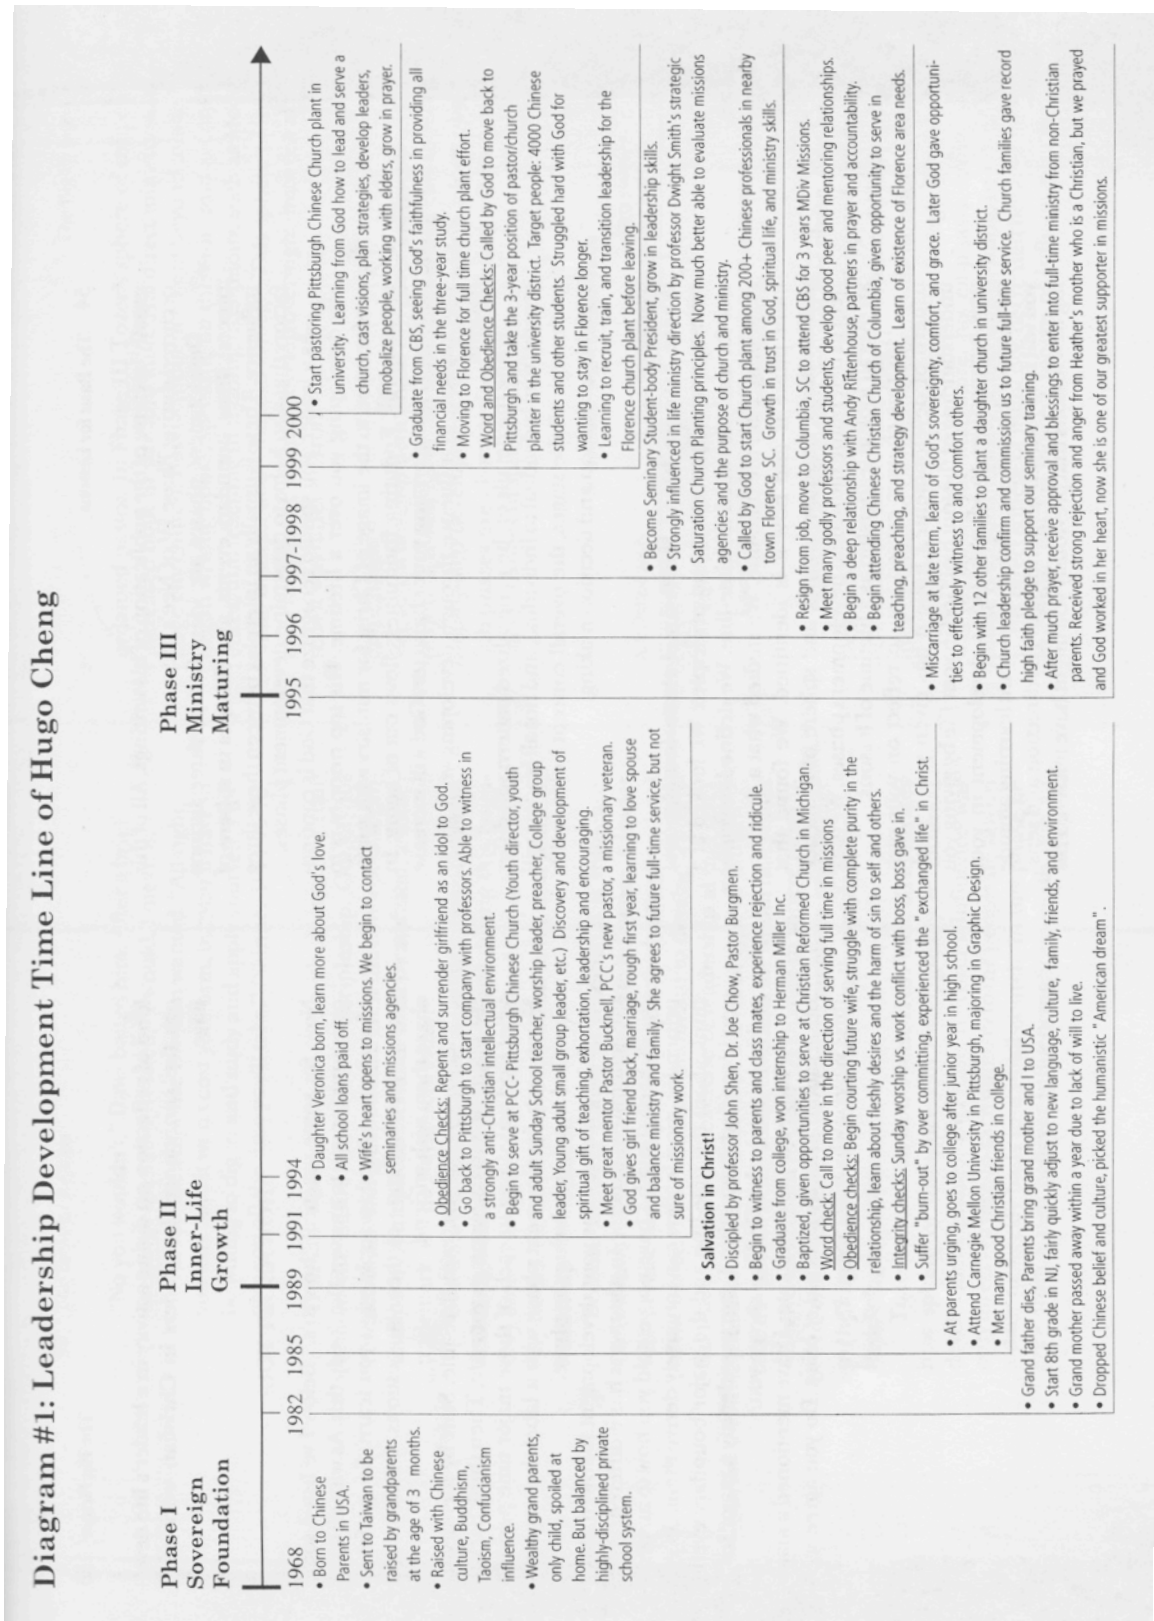 Diagram #1: Leadership Development Time Line of Hugo Cheng
Phase I
Sovereign
Foundation
Phase II
Inner-Life
Growth
Phase III
Ministry
Maturing
1968
1982
1985
1989
1991
1994
1995
1996
1997-1998
1999
2000
• Born to Chinese
Parents in USA.
• Sent to Taiwan to be
raised by grandparents
at the age of 3 months.
• Raised with Chinese
culture, Buddhism,
Taoism, Confucianism
influence.
• Wealthy grand parents,
only child, spoiled at
home. But balanced by
highly-disciplined private
school system.
• Grand father dies, Parents bring grand mother and I to USA.
• Start 8th grade in NJ, fairly quickly adjust to new language, culture, family, friends, and environment.
• Grand mother passed away within a year due to lack of will to live.
• Dropped Chinese belief and culture, picked the humanistic "American dream".
• At parents urging, goes to college after junior year in high school.
• Attend Carnegie Mellon University in Pittsburgh, majoring in Graphic Design.
• Met many good Christian friends in college.
• Salvation in Christ!
• Discipled by professor John Shen, Dr. Joe Chow, Pastor Burgmen.
• Begin to witness to parents and class mates, experience rejection and ridicule.
• Graduate from college, won internship to Herman Miller Inc.
• Baptized, given opportunities to serve at Christian Reformed Church in Michigan.
• Word check: Call to move in the direction of serving full time in missions
• Obedience checks: Begin courting future wife, struggle with complete purity in the
relationship, learn about fleshly desires and the harm of sin to self and others.
• Integrity checks: Sunday worship vs. work conflict with boss, boss gave in.
• Suffer "burn-out" by over committing, experienced the "exchanged life" in Christ.
• Obedience Checks: Repent and surrender girlfriend as an idol to God.
• Go back to Pittsburgh to start company with professors. Able to witness in
a strongly anti-Christian intellectual environment.
• Begin to serve at PCC- Pittsburgh Chinese Church (Youth director, youth
and adult Sunday School teacher, worship leader, preacher, College group
leader, Young adult small group leader, etc.) Discovery and development of
spiritual gift of teaching, exhortation, leadership and encouraging.
• Meet great mentor Pastor Bucknell, PCC's new pastor, a missionary veteran.
• God gives girl friend back, marriage, rough first year, learning to love spouse
and balance ministry and family. She agrees to future full-time service, but not
sure of missionary work.
• Daughter Veronica born, learn more about God's love.
• All school loans paid off.
• Wife's heart opens to missions. We begin to contact
seminaries and missions agencies.
• Miscarriage at late term, learn of God's sovereignty, comfort, and grace. Later God gave opportuni-
ties to effectively witness to and comfort others.
• Begin with 12 other families to plant a daughter church in university district.
• Church leadership confirm and commission us to future full-time service. Church families gave record
high faith pledge to support our seminary training.
• After much prayer, receive approval and blessings to enter into full-time ministry from non-Christian
parents. Received strong rejection and anger from Heather's mother who is a Christian, but we prayed
and God worked in her heart, now she is one of our greatest supporter in missions.
• Resign from job, move to Columbia, SC to attend CBS for 3 years MDiv Missions.
• Meet many godly professors and students, develop good peer and mentoring relationships.
• Begin a deep relationship with Andy Rittenhouse, partners in prayer and accountability.
• Begin attending Chinese Christian Church of Columbia, given opportunity to serve in
teaching, preaching, and strategy development. Learn of existence of Florence area needs.
• Become Seminary Student-body President, grow in leadership skills.
• Strongly influenced in life ministry direction by professor Dwight Smith's strategic
Saturation Church Planting principles. Now much better able to evaluate missions
agencies and the purpose of church and ministry.
• Called by God to start Church plant among 200+ Chinese professionals in nearby
town Florence, SC. Growth in trust in God, spiritual life, and ministry skills.
• Graduate from CBS, seeing God's faithfulness in providing all
financial needs in the three-year study.
• Moving to Florence for full time church plant effort.
• Word and Obedience Checks: Called by God to move back to
Pittsburgh and take the 3-year position of pastor/church
planter in the university district. Target people: 4000 Chinese
students and other students. Struggled hard with God for
wanting to stay in Florence longer.
• Learning to recruit, train, and transition leadership for the
Florence church plant before leaving.
• Start pastoring Pittsburgh Chinese Church plant in
university. Learning from God how to lead and serve a
church, cast visions, plan strategies, develop leaders,
mobalize people, working with elders, grow in prayer.